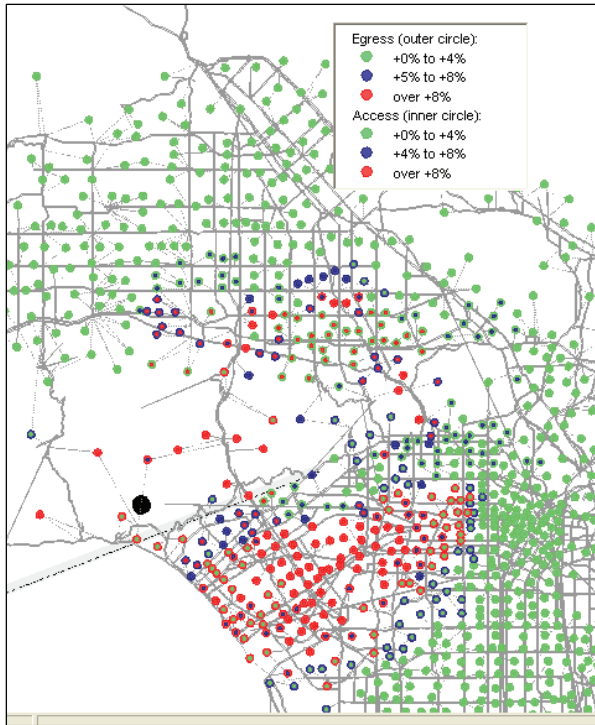 Egress (outer circle):
+0% to +4%
+5% to +8%
over +8%
Access (inner circle):
+0% to +4%
+4% to +8%
over +8%